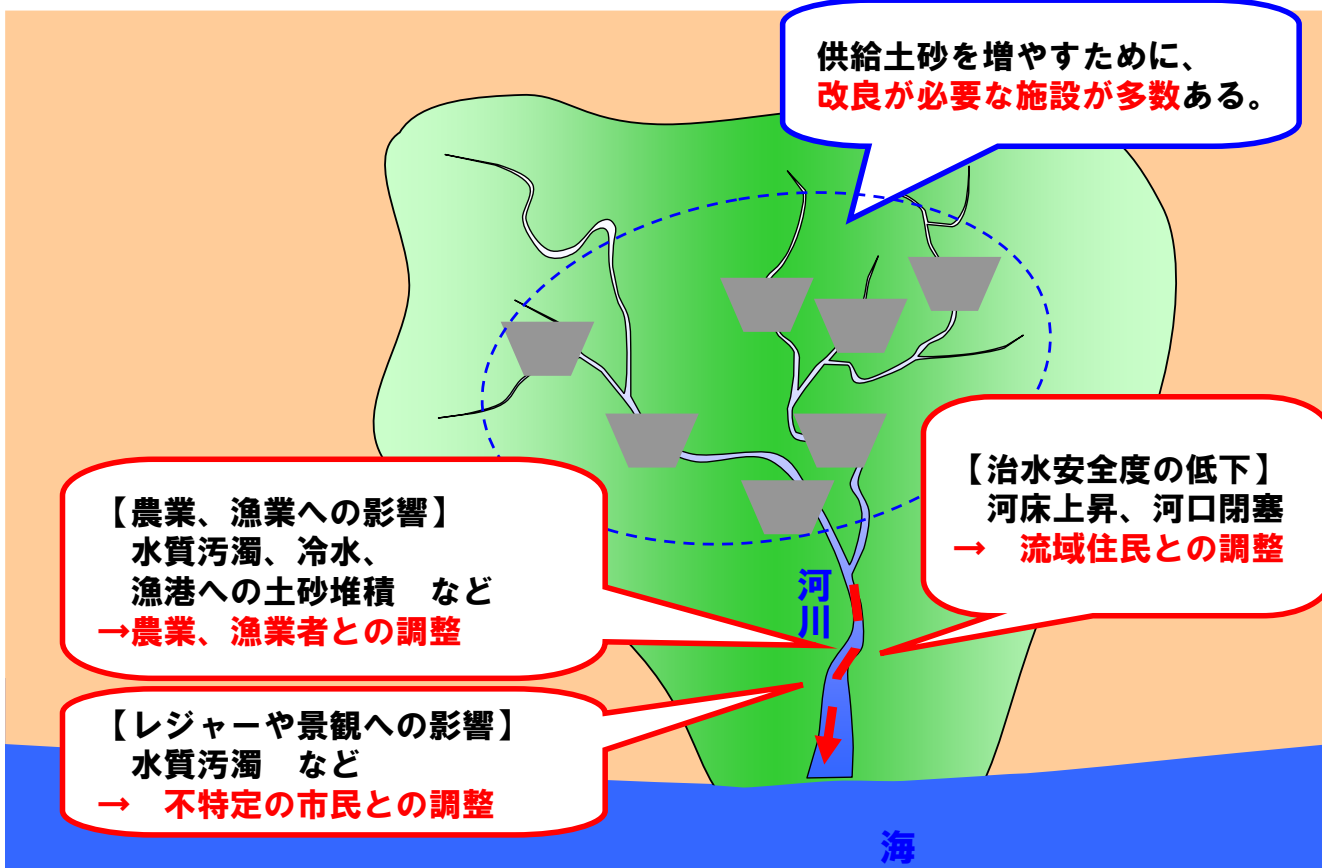 供給土砂を増やすために、
改良が必要な施設が多数ある。
【治水安全度の低下】
河床上昇、河口閉塞
→　流域住民との調整
【農業、漁業への影響】
水質汚濁、冷水、
漁港への土砂堆積　など
→農業、漁業者との調整
河川
【レジャーや景観への影響】
水質汚濁　など
→　不特定の市民との調整
海